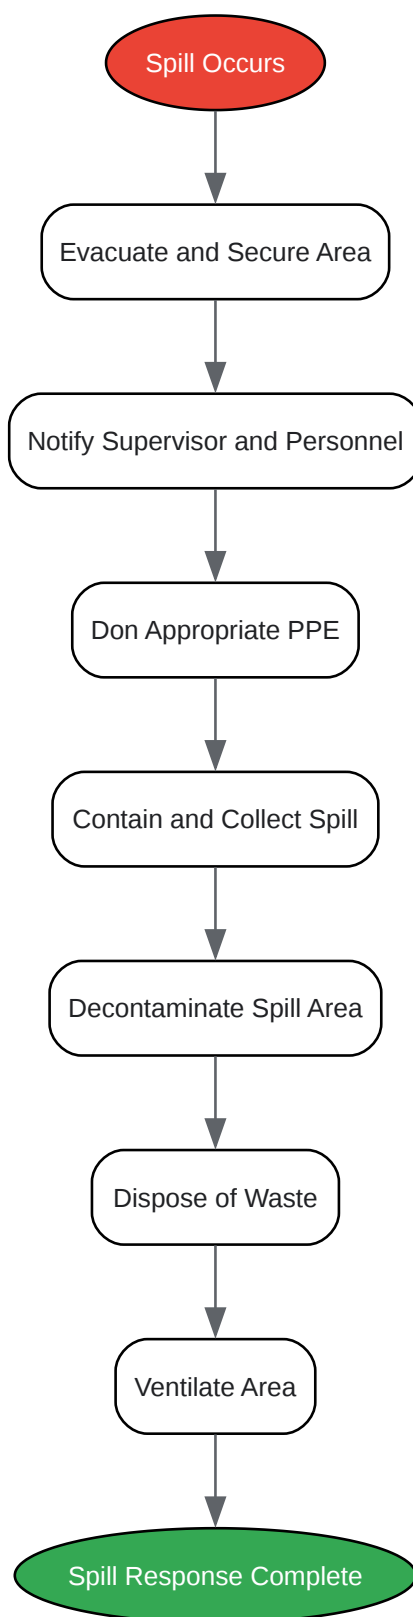 Spill Occurs
Evacuate and Secure Area
Notify Supervisor and Personnel
Don Appropriate PPE
Contain and Collect Spill
Decontaminate Spill Area
Dispose of Waste
Ventilate Area
Spill Response Complete